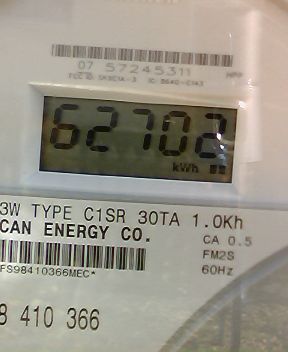 07 57245311
62702
kWh
3W TYPE C1SR 30TA 1.0Kh
CAN ENERGY CO.
CA 0.5
FM2S
60Hz
FS98410366MEC*
8 410 366